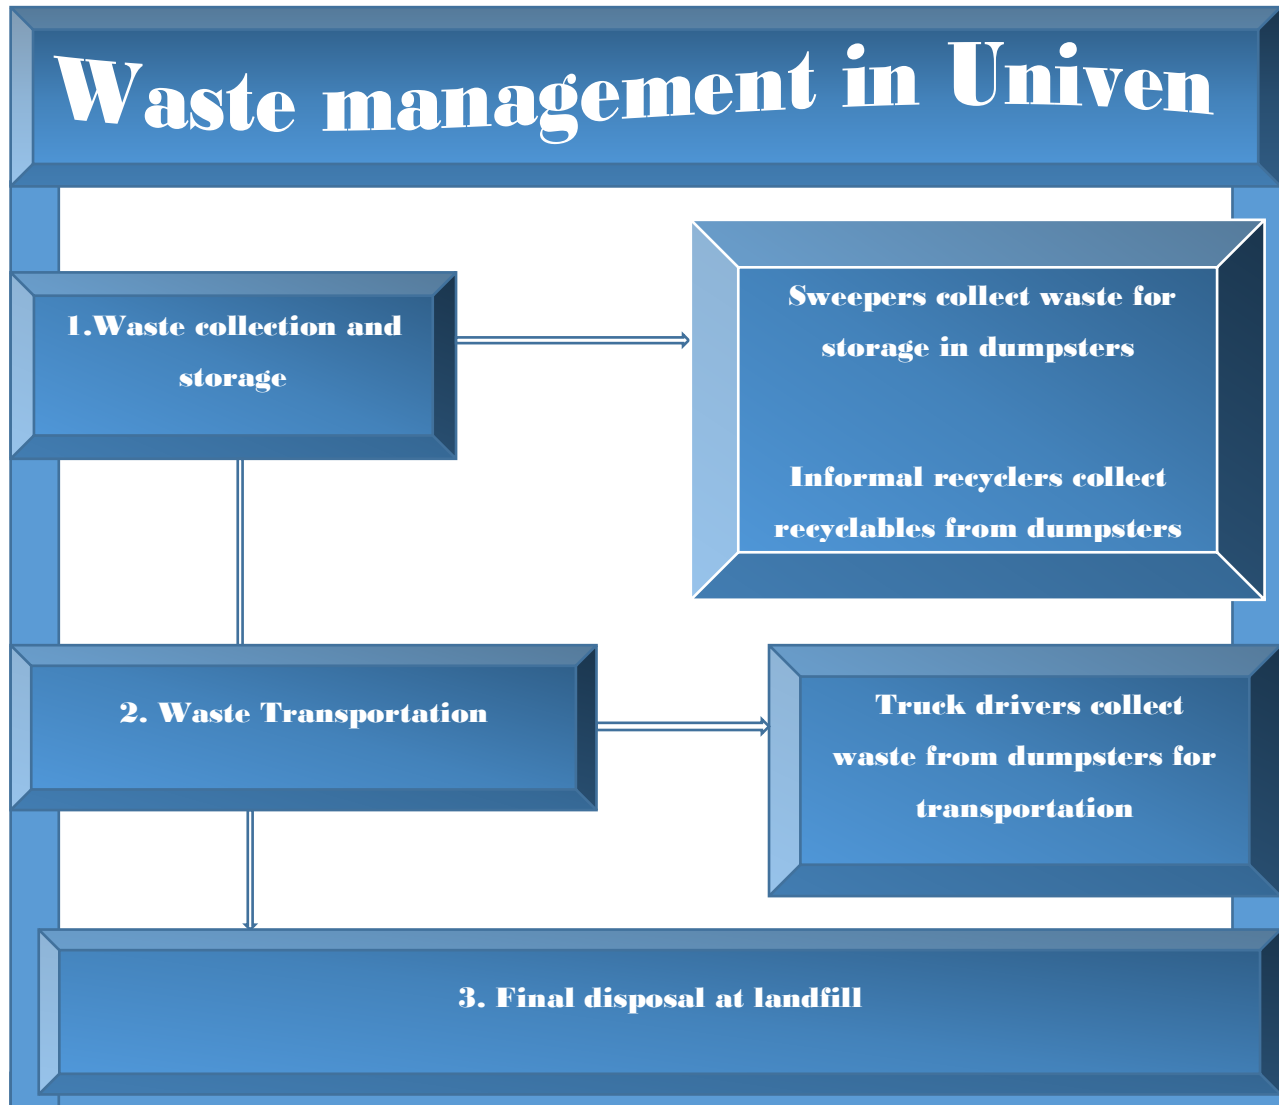 Waste management in Univen
1.Waste collection and
storage
Sweepers collect waste for
storage in dumpsters
Informal recyclers collect
recyclables from dumpsters
2. Waste Transportation
Truck drivers collect
waste from dumpsters for
transportation
3. Final disposal at landfill